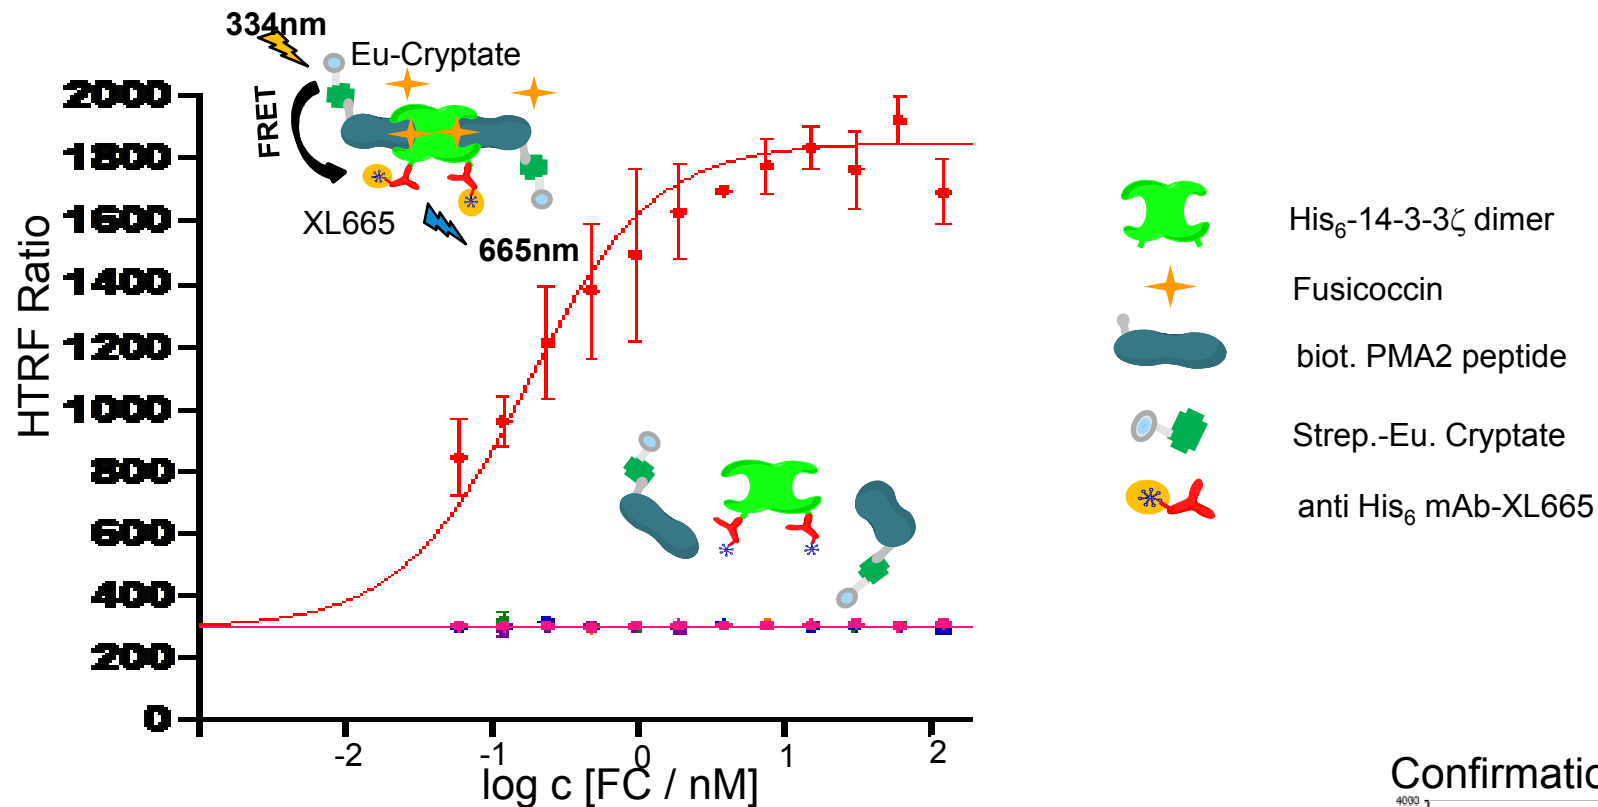 334nm
Eu-Cryptate
FRET
XL665
665nm
HTRF Ratio
2000
1800
1600
1400
1200
1000
800
600
400
200
0
-2
-1
0
1
2
log c [FC / nM]
His6-14-3-3ζ dimer
Fusicoccin
biot. PMA2 peptide
Strep.-Eu. Cryptate
anti His6 mAb-XL665
Confirmatio
4000